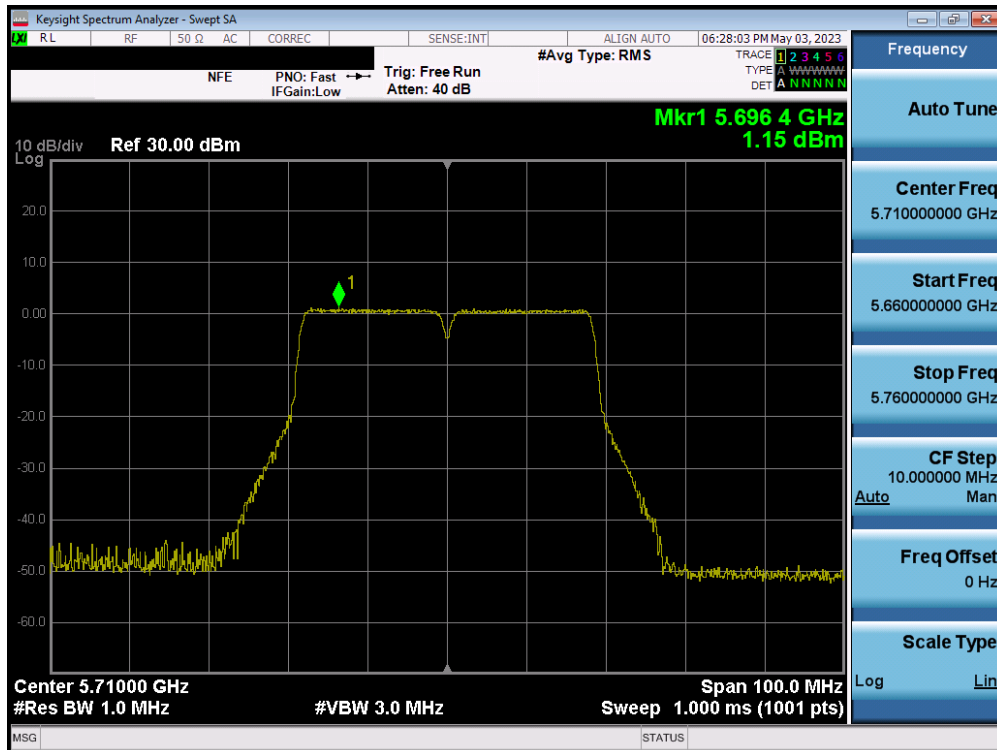 Keysight Spectrum Analyzer - Swept SA
LXI RL RF 50 Ω AC CORREC SENSE:INT ALIGN AUTO 06:28:03 PM May 03, 2023
#Avg Type: RMS TRACE 1 2 3 4 5 6
NFE PNO: Fast Trig: Free Run TYPE A WWWWW
IFGain:Low Atten: 40 dB DET A N N N N N
Mkr1 5.696 4 GHz
1.15 dBm
10 dB/div Ref 30.00 dBm
Log
20.0
10.0
1
0.00
-10.0
-20.0
-30.0
-40.0
-50.0
-60.0
Center 5.71000 GHz Span 100.0 MHz
#Res BW 1.0 MHz #VBW 3.0 MHz Sweep 1.000 ms (1001 pts)
MSG STATUS
Frequency
Auto Tune
Center Freq
5.710000000 GHz
Start Freq
5.660000000 GHz
Stop Freq
5.760000000 GHz
CF Step
10.000000 MHz
Auto Man
Freq Offset
0 Hz
Scale Type
Log Lin